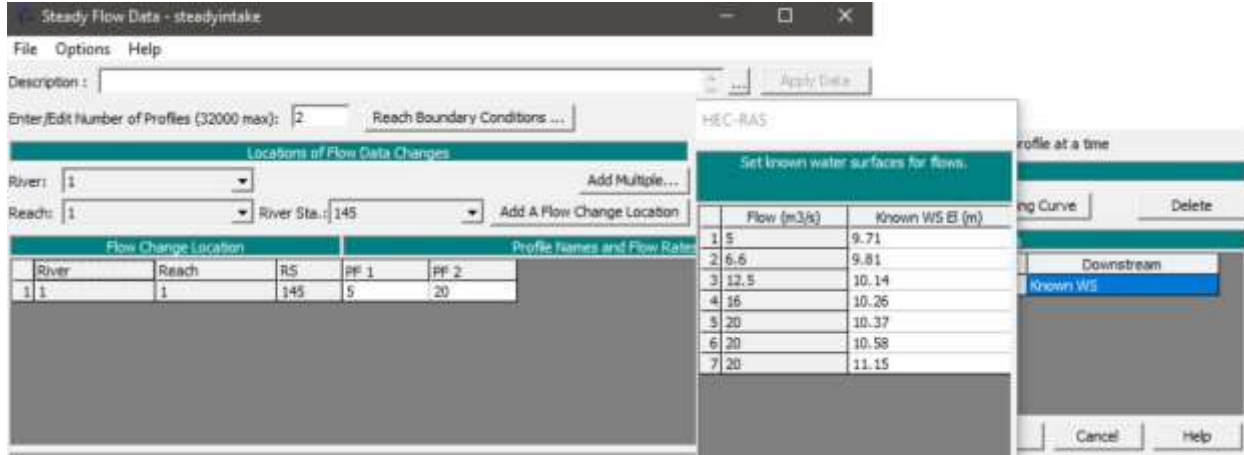 Steady Flow Data - steadyintake
File Options Help
Description :
... Apply Data
Enter/Edit Number of Profiles (32000 max): 2 Reach Boundary Conditions ...
Locations of Flow Data Changes
River: 1
Add Multiple...
Reach: 1 River Sta.: 145 Add A Flow Change Location
Flow Change Location Profile Names and Flow Rates
River Reach RS PF 1 PF 2
1 1 1 145 5 20
HEC-RAS
Set known water surfaces for flows.
Flow (m3/s) Known WS El (m)
1 5 9.71
2 6.6 9.81
3 12.5 10.14
4 16 10.26
5 20 10.37
6 20 10.58
7 20 11.15
rofile at a time
ng Curve Delete
Downstream
Known WS
Cancel Help